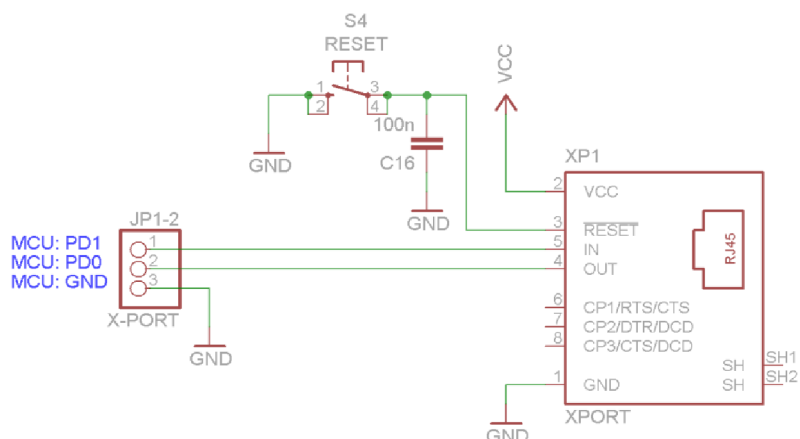 S4
RESET
1
3
2
4
VCC
100n
C16
GND
GND
XP1
2
VCC
3
RESET
5
IN
4
OUT
RJ45
JP1-2
MCU: PD1
1
MCU: PD0
2
MCU: GND
3
X-PORT
GND
6
CP1/RTS/CTS
7
CP2/DTR/DCD
8
CP3/CTS/DCD
SH
SH1
1
GND
SH
SH2
XPORT
GND